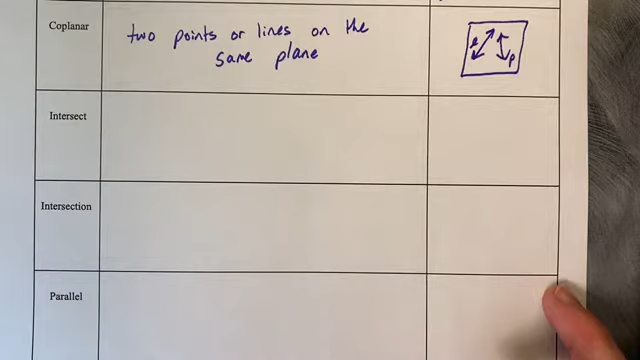 Coplanar
two points or lines on the
same plane
l
p
Intersect
Intersection
Parallel